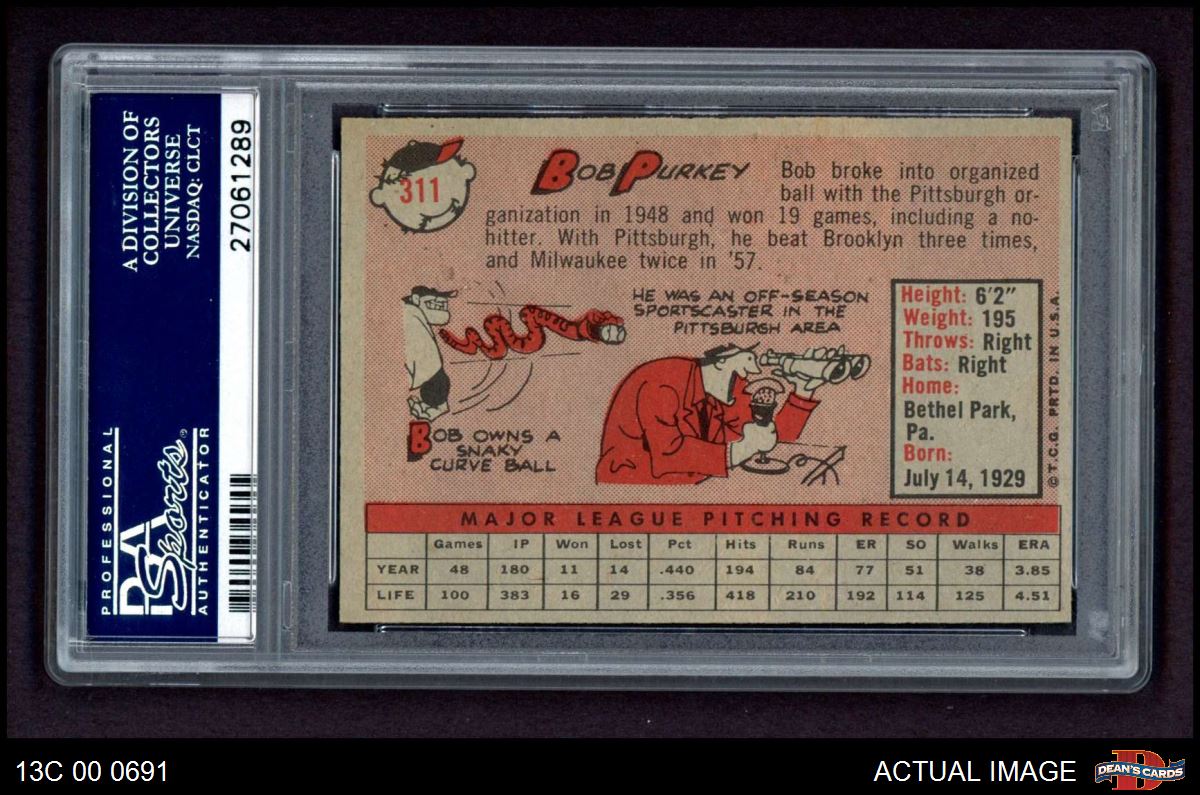 A DIVISION OF
COLLECTORS
UNIVERSE
NASDAQ: CLCT
27061289
PROFESSIONAL
PSA
Sports®
AUTHENTICATOR
311
BOB PURKEY
Bob broke into organized
ball with the Pittsburgh or-
ganization in 1948 and won 19 games, including a no-
hitter. With Pittsburgh, he beat Brooklyn three times,
and Milwaukee twice in '57.
HE WAS AN OFF-SEASON
SPORTSCASTER IN THE
PITTSBURGH AREA
BOB OWNS A
SNAKY
CURVE BALL
Height: 6'2"
Weight: 195
Throws: Right
Bats: Right
Home:
Bethel Park,
Pa.
Born:
July 14, 1929
© T.C.G. PRTD. IN U.S.A.
MAJOR LEAGUE PITCHING RECORD
Games IP Won Lost Pct Hits Runs ER SO Walks ERA
YEAR 48 180 11 14 .440 194 84 77 51 38 3.85
LIFE 100 383 16 29 .356 418 210 192 114 125 4.51
13C 00 0691
ACTUAL IMAGE
D
DEAN'S CARDS